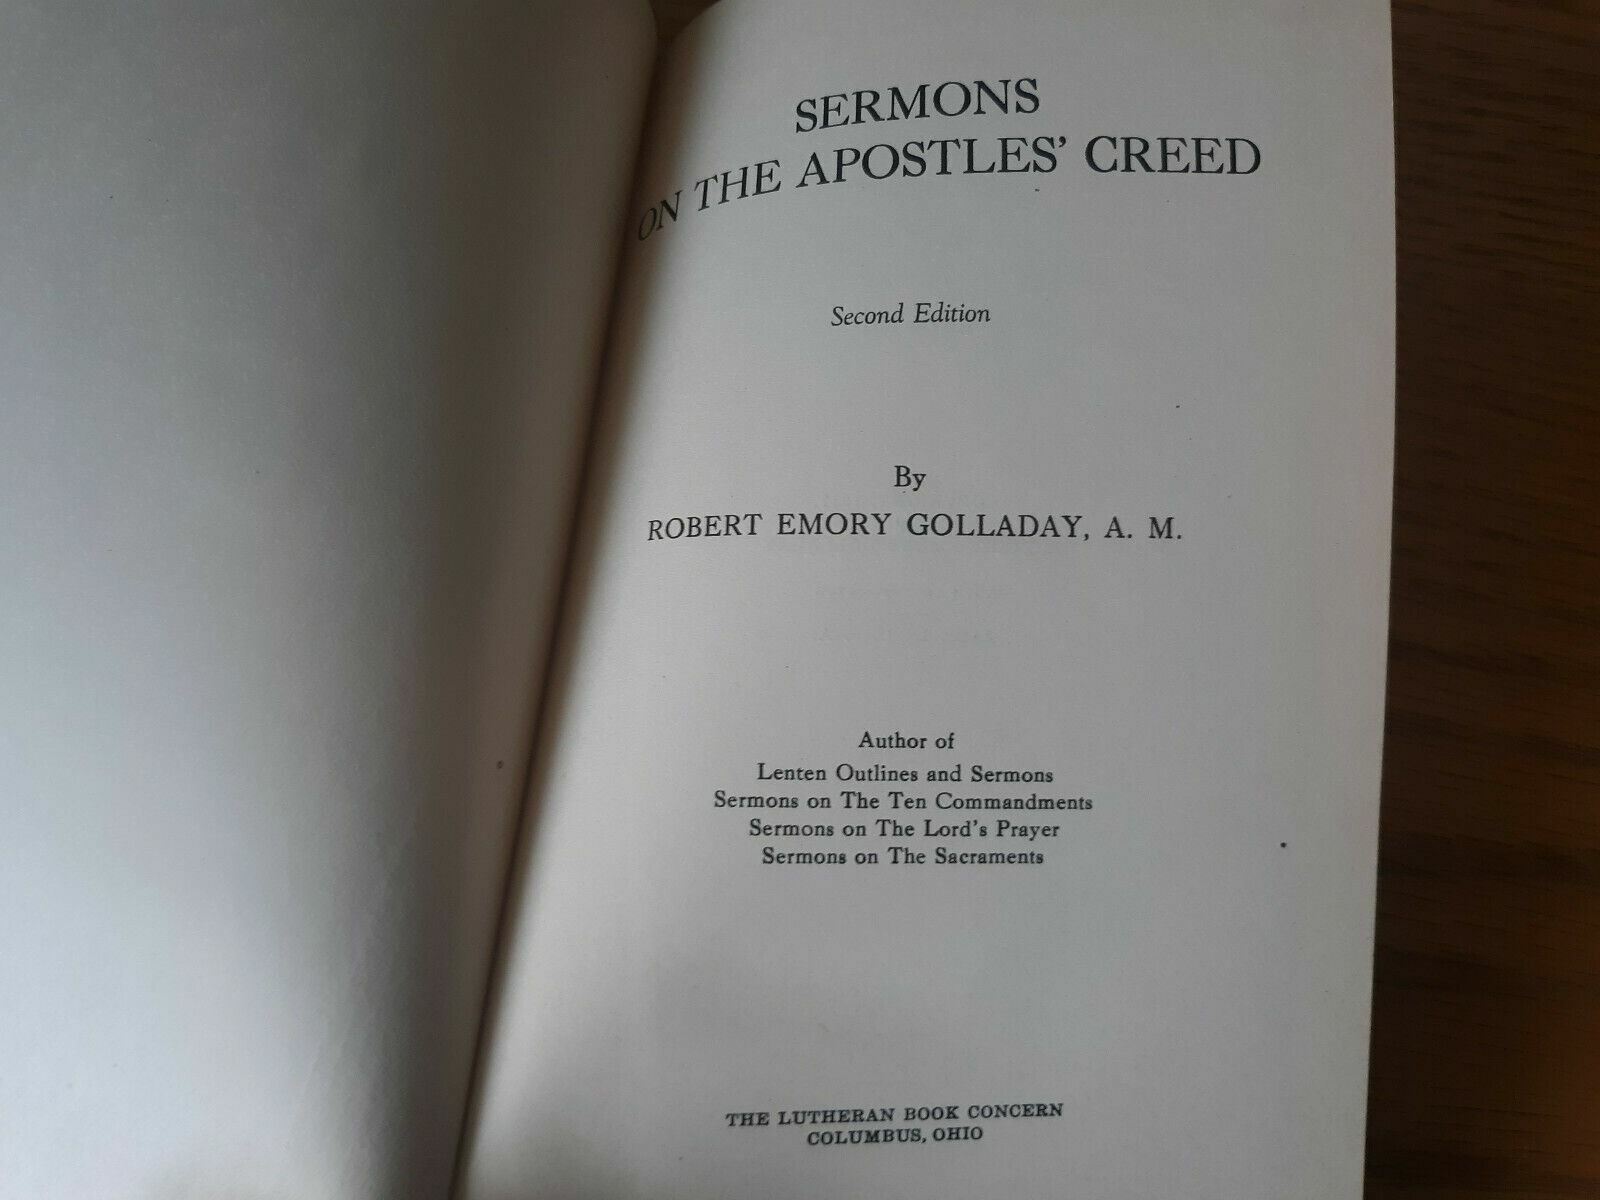 SERMONS
ON THE APOSTLES' CREED
Second Edition
By
ROBERT EMORY GOLLADAY, A. M.
Author of
Lenten Outlines and Sermons
Sermons on The Ten Commandments
Sermons on The Lord's Prayer
Sermons on The Sacraments
THE LUTHERAN BOOK CONCERN
COLUMBUS, OHIO